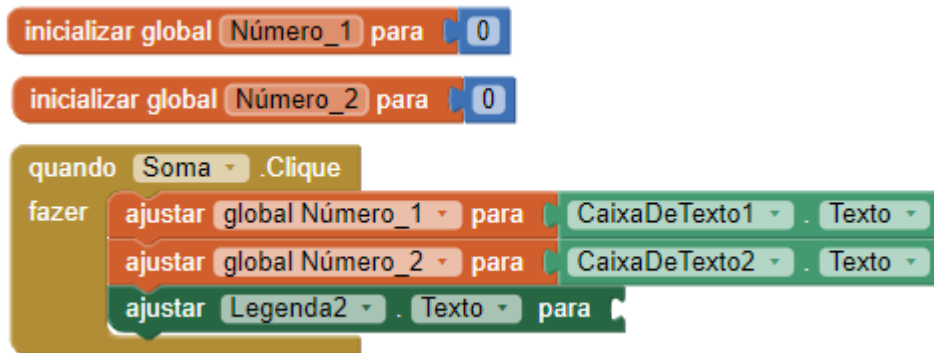 inicializar global Número_1 para 0
inicializar global Número_2 para 0
quando Soma .Clique
fazer ajustar global Número_1 para CaixaDeTexto1 . Texto
ajustar global Número_2 para CaixaDeTexto2 . Texto
ajustar Legenda2 . Texto para